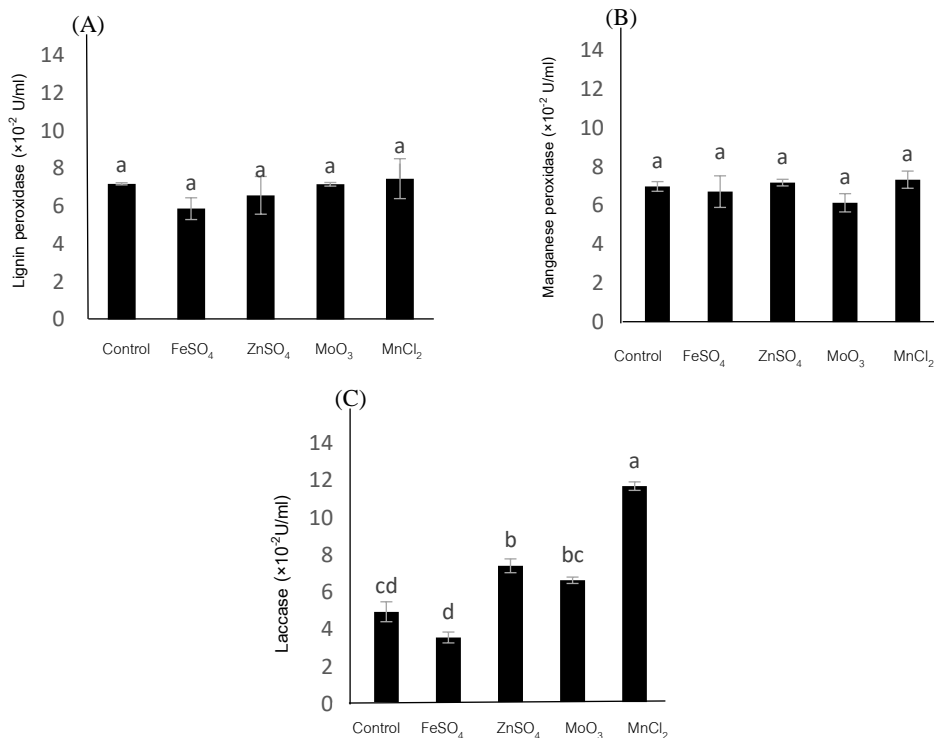 (A)
Lignin peroxidase (×10⁻² U/ml)
14
12
10
8
6
4
2
0
a
a
a
a
a
Control FeSO₄ ZnSO₄ MoO₃ MnCl₂
(B)
Manganese peroxidase (×10⁻² U/ml)
14
12
10
8
6
4
2
0
a
a
a
a
a
Control FeSO₄ ZnSO₄ MoO₃ MnCl₂
(C)
Laccase (×10⁻²U/ml)
14
12
10
8
6
4
2
0
cd
d
b
bc
a
Control FeSO₄ ZnSO₄ MoO₃ MnCl₂